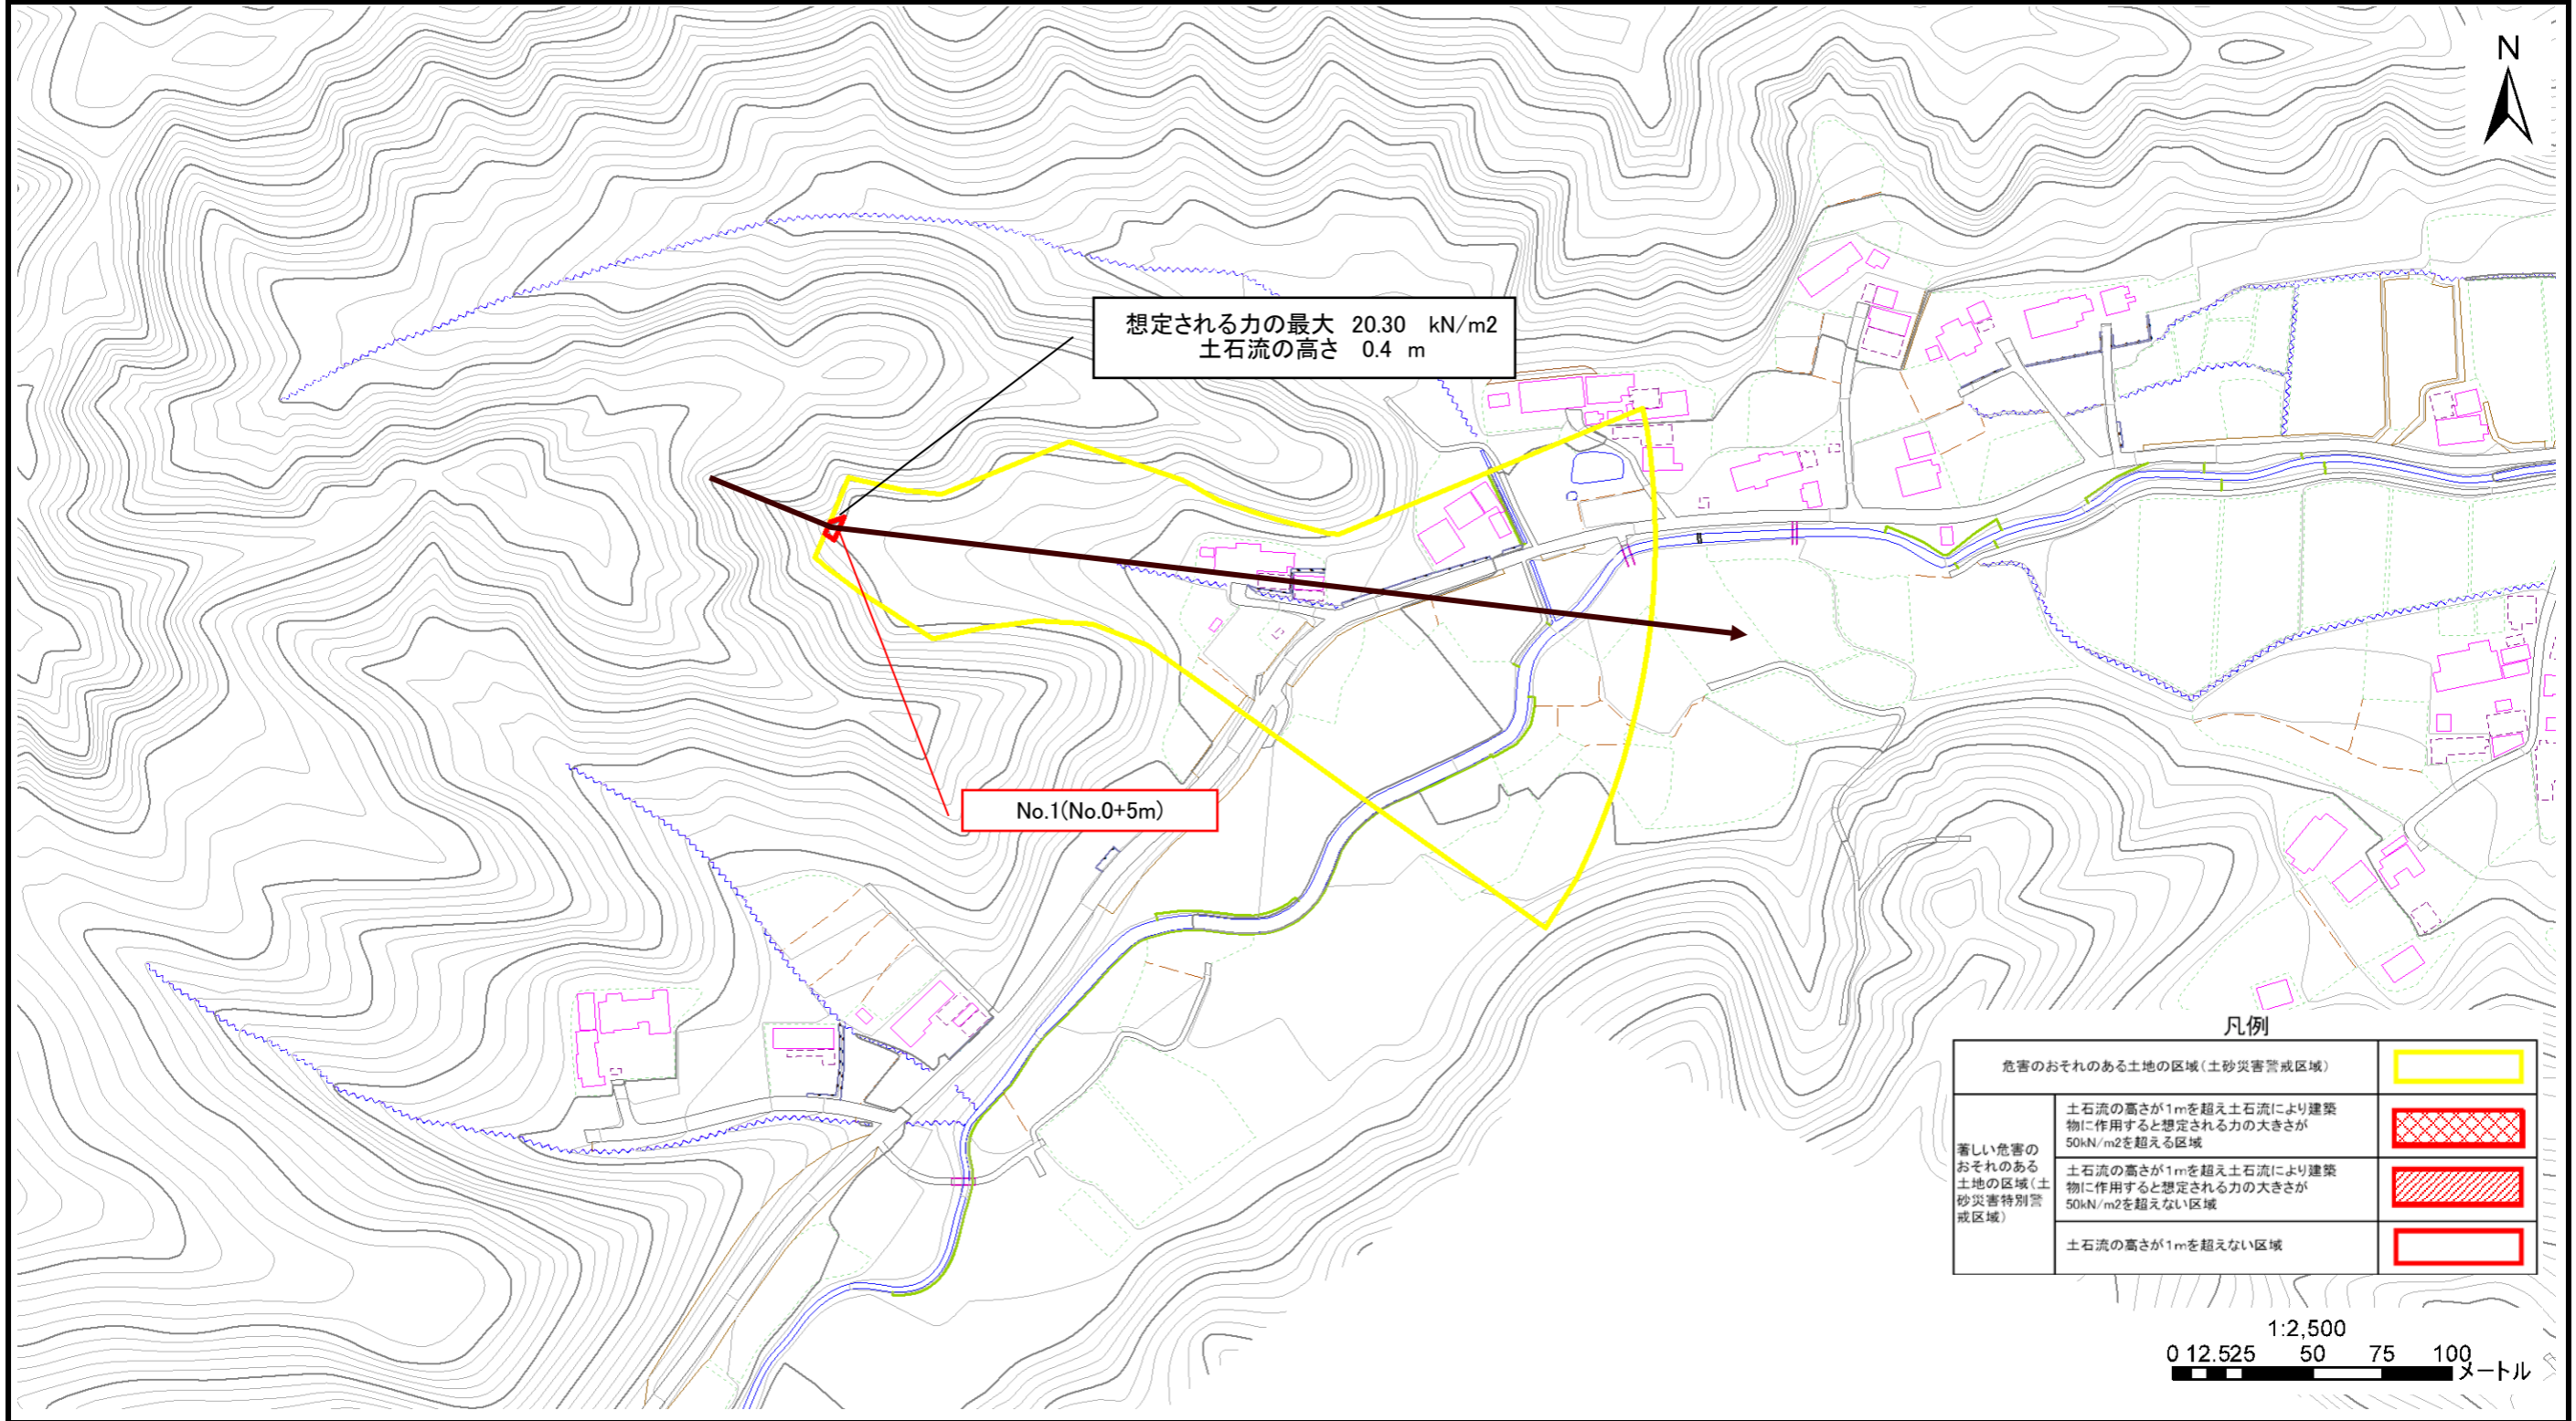 N
想定される力の最大 20.30 kN/m2
土石流の高さ 0.4 m
No.1(No.0+5m)
凡例
危害のおそれのある土地の区域(土砂災害警戒区域)
著しい危害の
おそれのある
土地の区域(土
砂災害特別警
戒区域)
土石流の高さが1mを超え土石流により建築
物に作用すると想定される力の大きさが
50kN/m2を超える区域
土石流の高さが1mを超え土石流により建築
物に作用すると想定される力の大きさが
50kN/m2を超えない区域
土石流の高さが1mを超えない区域
1:2,500
0 12.525 50 75 100
メートル